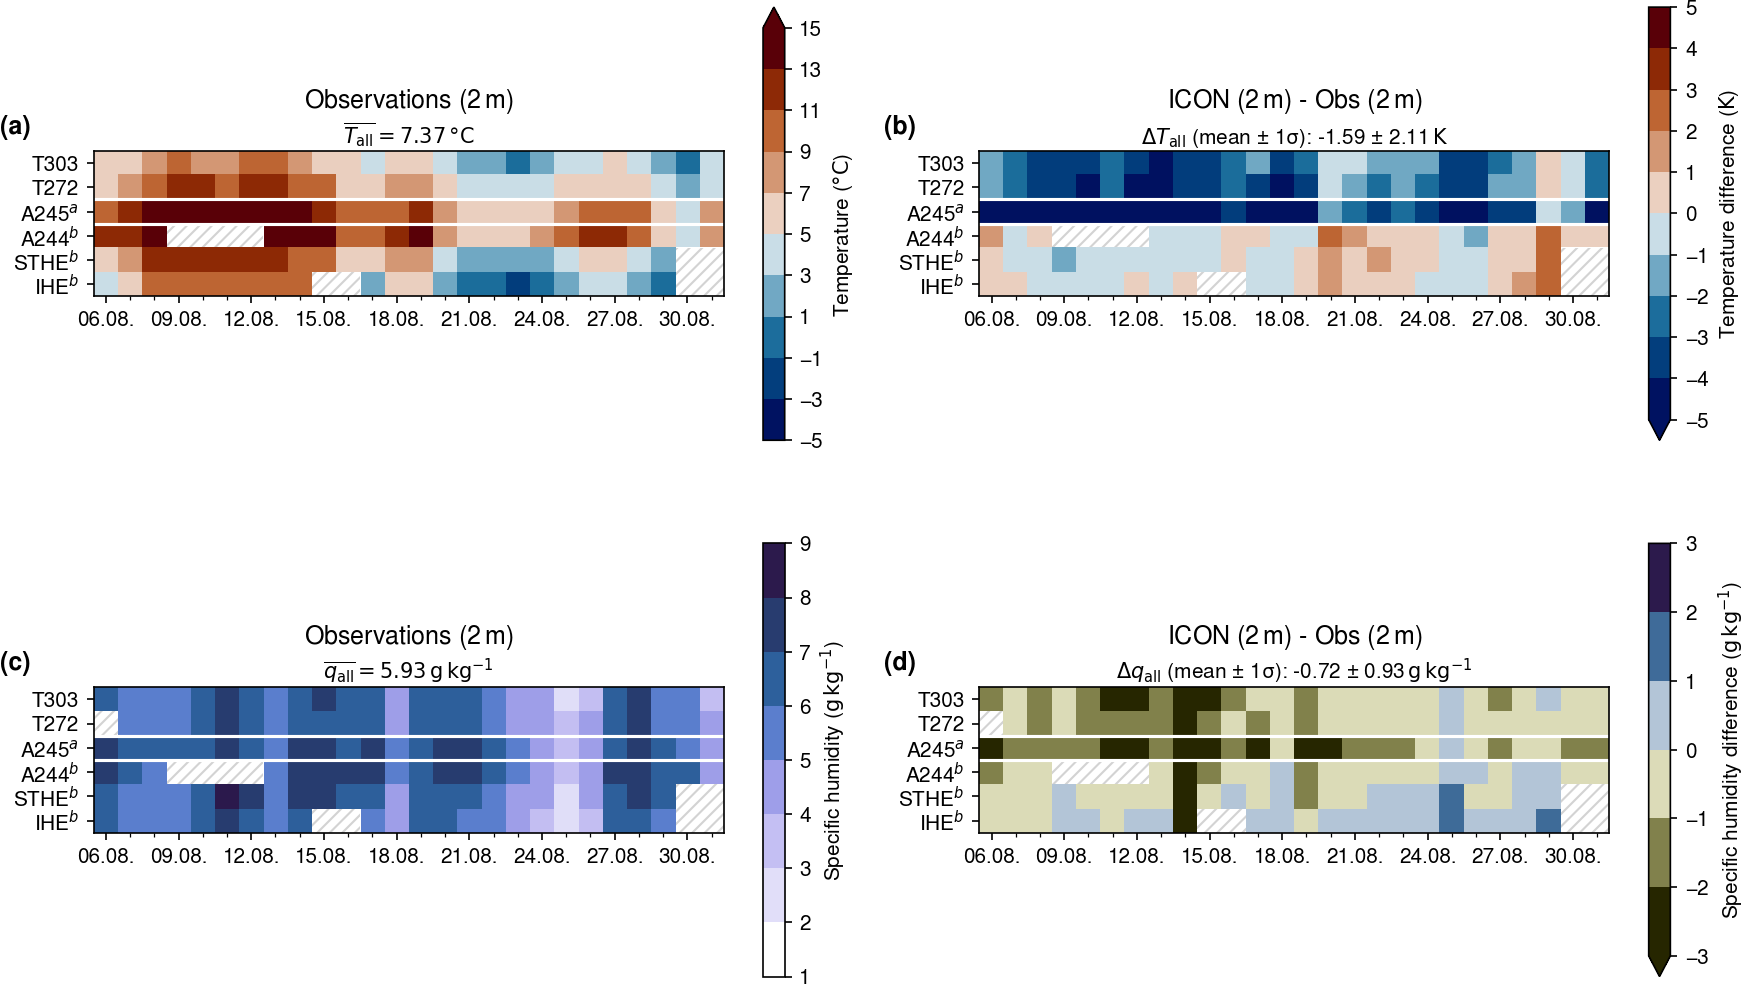 Observations (2 m)
(a)
T_all = 7.37 °C
T303
T272
A245ᵃ
A244ᵇ
STHEᵇ
IHEᵇ
06.08. 09.08. 12.08. 15.08. 18.08. 21.08. 24.08. 27.08. 30.08.
15
13
11
9
7
5
3
1
−1
−3
−5
Temperature (°C)
ICON (2 m) - Obs (2 m)
(b)
ΔT_all (mean ± 1σ): -1.59 ± 2.11 K
T303
T272
A245ᵃ
A244ᵇ
STHEᵇ
IHEᵇ
06.08. 09.08. 12.08. 15.08. 18.08. 21.08. 24.08. 27.08. 30.08.
5
4
3
2
1
0
−1
−2
−3
−4
−5
Temperature difference (K)
Observations (2 m)
(c)
q_all = 5.93 g kg⁻¹
T303
T272
A245ᵃ
A244ᵇ
STHEᵇ
IHEᵇ
06.08. 09.08. 12.08. 15.08. 18.08. 21.08. 24.08. 27.08. 30.08.
9
8
7
6
5
4
3
2
1
Specific humidity (g kg⁻¹)
ICON (2 m) - Obs (2 m)
(d)
Δq_all (mean ± 1σ): -0.72 ± 0.93 g kg⁻¹
T303
T272
A245ᵃ
A244ᵇ
STHEᵇ
IHEᵇ
06.08. 09.08. 12.08. 15.08. 18.08. 21.08. 24.08. 27.08. 30.08.
3
2
1
0
−1
−2
−3
Specific humidity difference (g kg⁻¹)